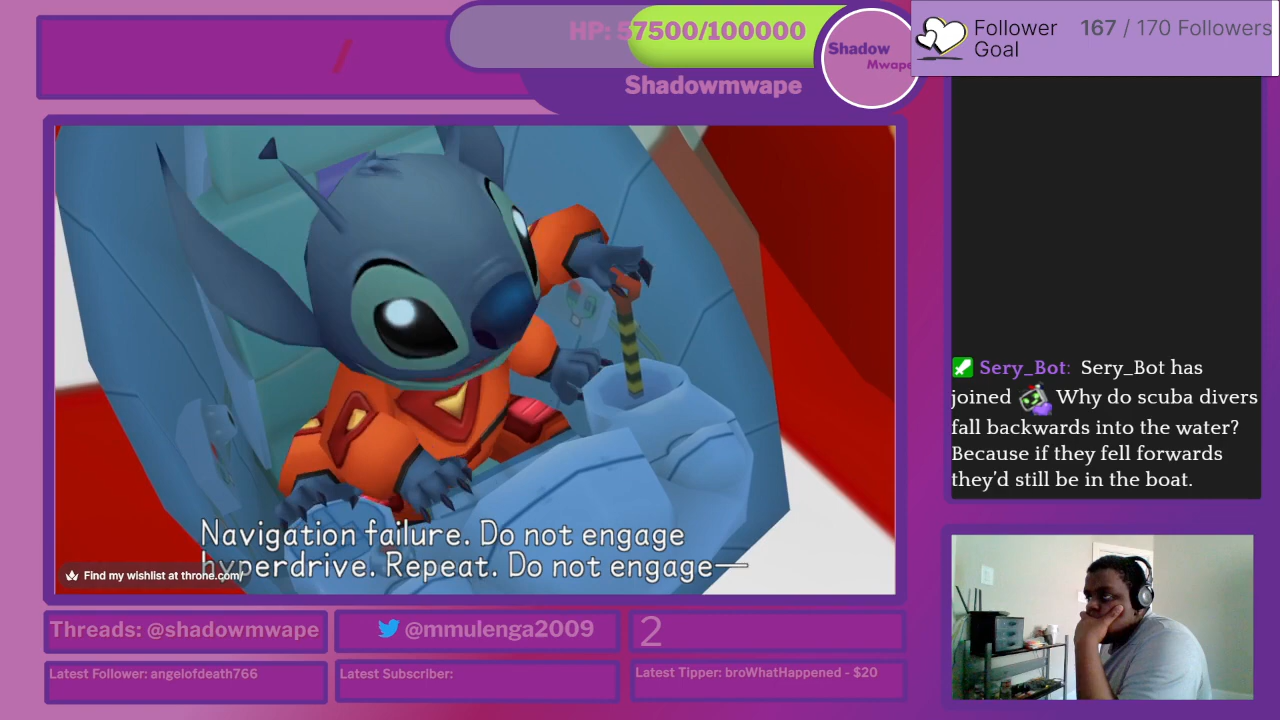 /
HP: 57500/100000
Shadowmwape
Shadow
Mwape
Follower
Goal
167 / 170 Followers
Sery_Bot: Sery_Bot has
joined Why do scuba divers
fall backwards into the water?
Because if they fell forwards
they'd still be in the boat.
Navigation failure. Do not engage
hyperdrive. Repeat. Do not engage—
Find my wishlist at throne.com/
Threads: @shadowmwape
@mmulenga2009
2
Latest Follower: angelofdeath766
Latest Subscriber:
Latest Tipper: broWhatHappened - $20